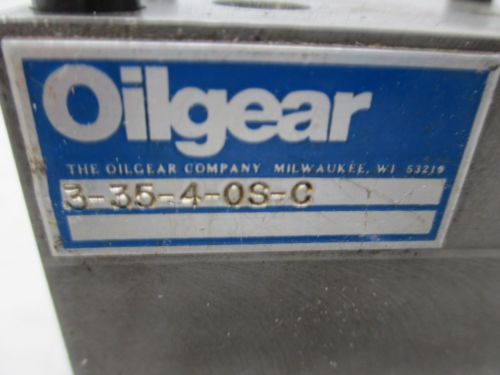 Oilgear
THE OILGEAR COMPANY MILWAUKEE, WI 53219
3-35-4-0S-C